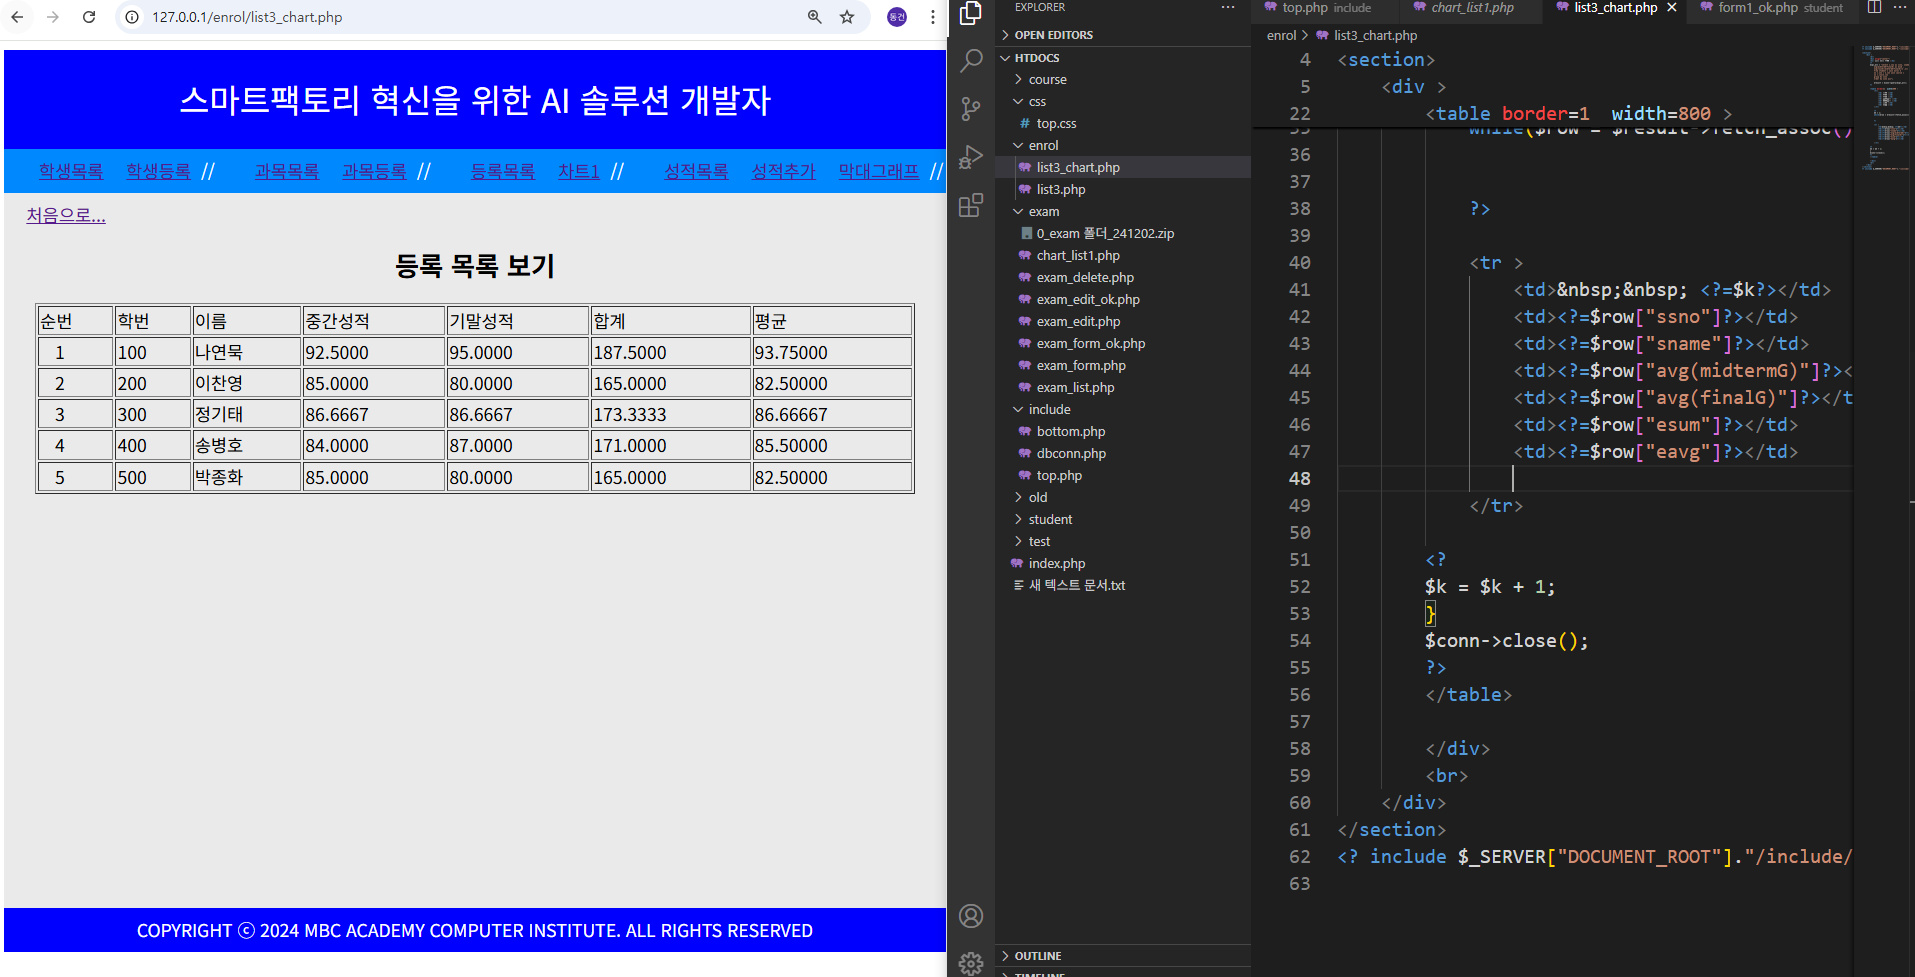 127.0.0.1/enrol/list3_chart.php
동건
스마트팩토리 혁신을 위한 AI 솔루션 개발자
학생목록 학생등록 // 과목목록 과목등록 // 등록목록 차트1 // 성적목록 성적추가 막대그래프 //
처음으로...
등록 목록 보기
순번 학번 이름 중간성적 기말성적 합계 평균
1 100 나연묵 92.5000 95.0000 187.5000 93.75000
2 200 이찬영 85.0000 80.0000 165.0000 82.50000
3 300 정기태 86.6667 86.6667 173.3333 86.66667
4 400 송병호 84.0000 87.0000 171.0000 85.50000
5 500 박종화 85.0000 80.0000 165.0000 82.50000
COPYRIGHT ⓒ 2024 MBC ACADEMY COMPUTER INSTITUTE. ALL RIGHTS RESERVED
EXPLORER ...
OPEN EDITORS
HTDOCS
course
css
# top.css
enrol
list3_chart.php
list3.php
exam
0_exam 폴더_241202.zip
chart_list1.php
exam_delete.php
exam_edit_ok.php
exam_edit.php
exam_form_ok.php
exam_form.php
exam_list.php
include
bottom.php
dbconn.php
top.php
old
student
test
index.php
새 텍스트 문서.txt
OUTLINE
TIMELINE
top.php include chart_list1.php list3_chart.php form1_ok.php student ...
enrol > list3_chart.php
4 <section>
5 <div >
22 <table border=1 width=800 >
35 while($row = $result->fetch_assoc()
36
37
38 ?>
39
40 <tr >
41 <td>&nbsp;&nbsp; <?=$k?></td>
42 <td><?=$row["ssno"]?></td>
43 <td><?=$row["sname"]?></td>
44 <td><?=$row["avg(midtermG)"]?><
45 <td><?=$row["avg(finalG)"]?></t
46 <td><?=$row["esum"]?></td>
47 <td><?=$row["eavg"]?></td>
48
49 </tr>
50
51 <?
52 $k = $k + 1;
53 }
54 $conn->close();
55 ?>
56 </table>
57
58 </div>
59 <br>
60 </div>
61 </section>
62 <? include $_SERVER["DOCUMENT_ROOT"]."/include/
63